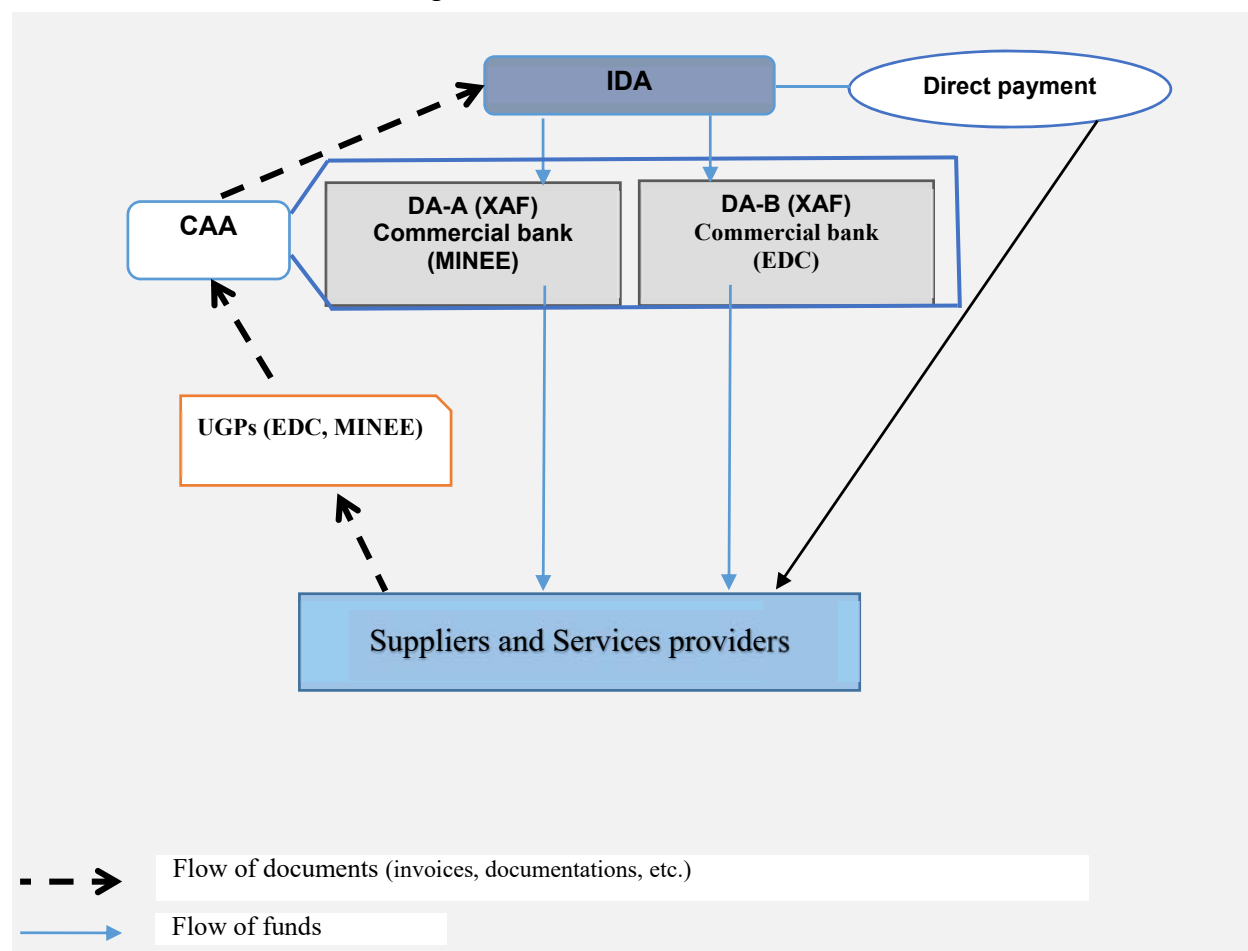 IDA
Direct payment
CAA
DA-A (XAF)
Commercial bank
(MINEE)
DA-B (XAF)
Commercial bank
(EDC)
UGPs (EDC, MINEE)
Suppliers and Services providers
Flow of documents (invoices, documentations, etc.)
Flow of funds